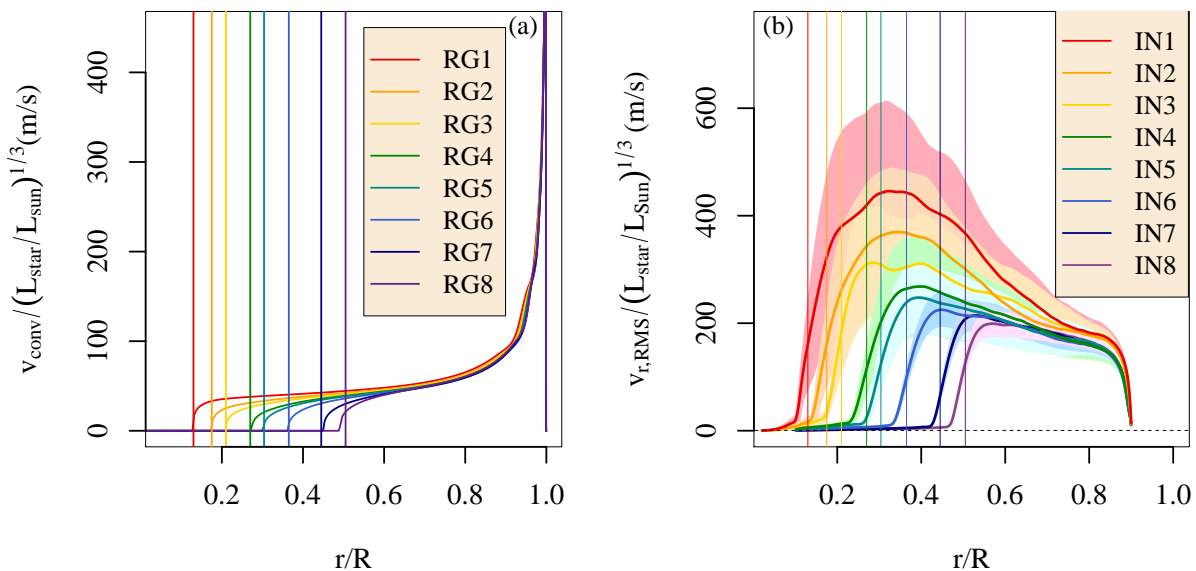 (a)
RG1
RG2
RG3
RG4
RG5
RG6
RG7
RG8
v_conv/(L_star/L_sun)^1/3(m/s)
400
300
200
100
0
0.2 0.4 0.6 0.8 1.0
r/R
(b)
IN1
IN2
IN3
IN4
IN5
IN6
IN7
IN8
v_r,RMS/(L_star/L_Sun)^1/3 (m/s)
600
400
200
0
0.2 0.4 0.6 0.8 1.0
r/R